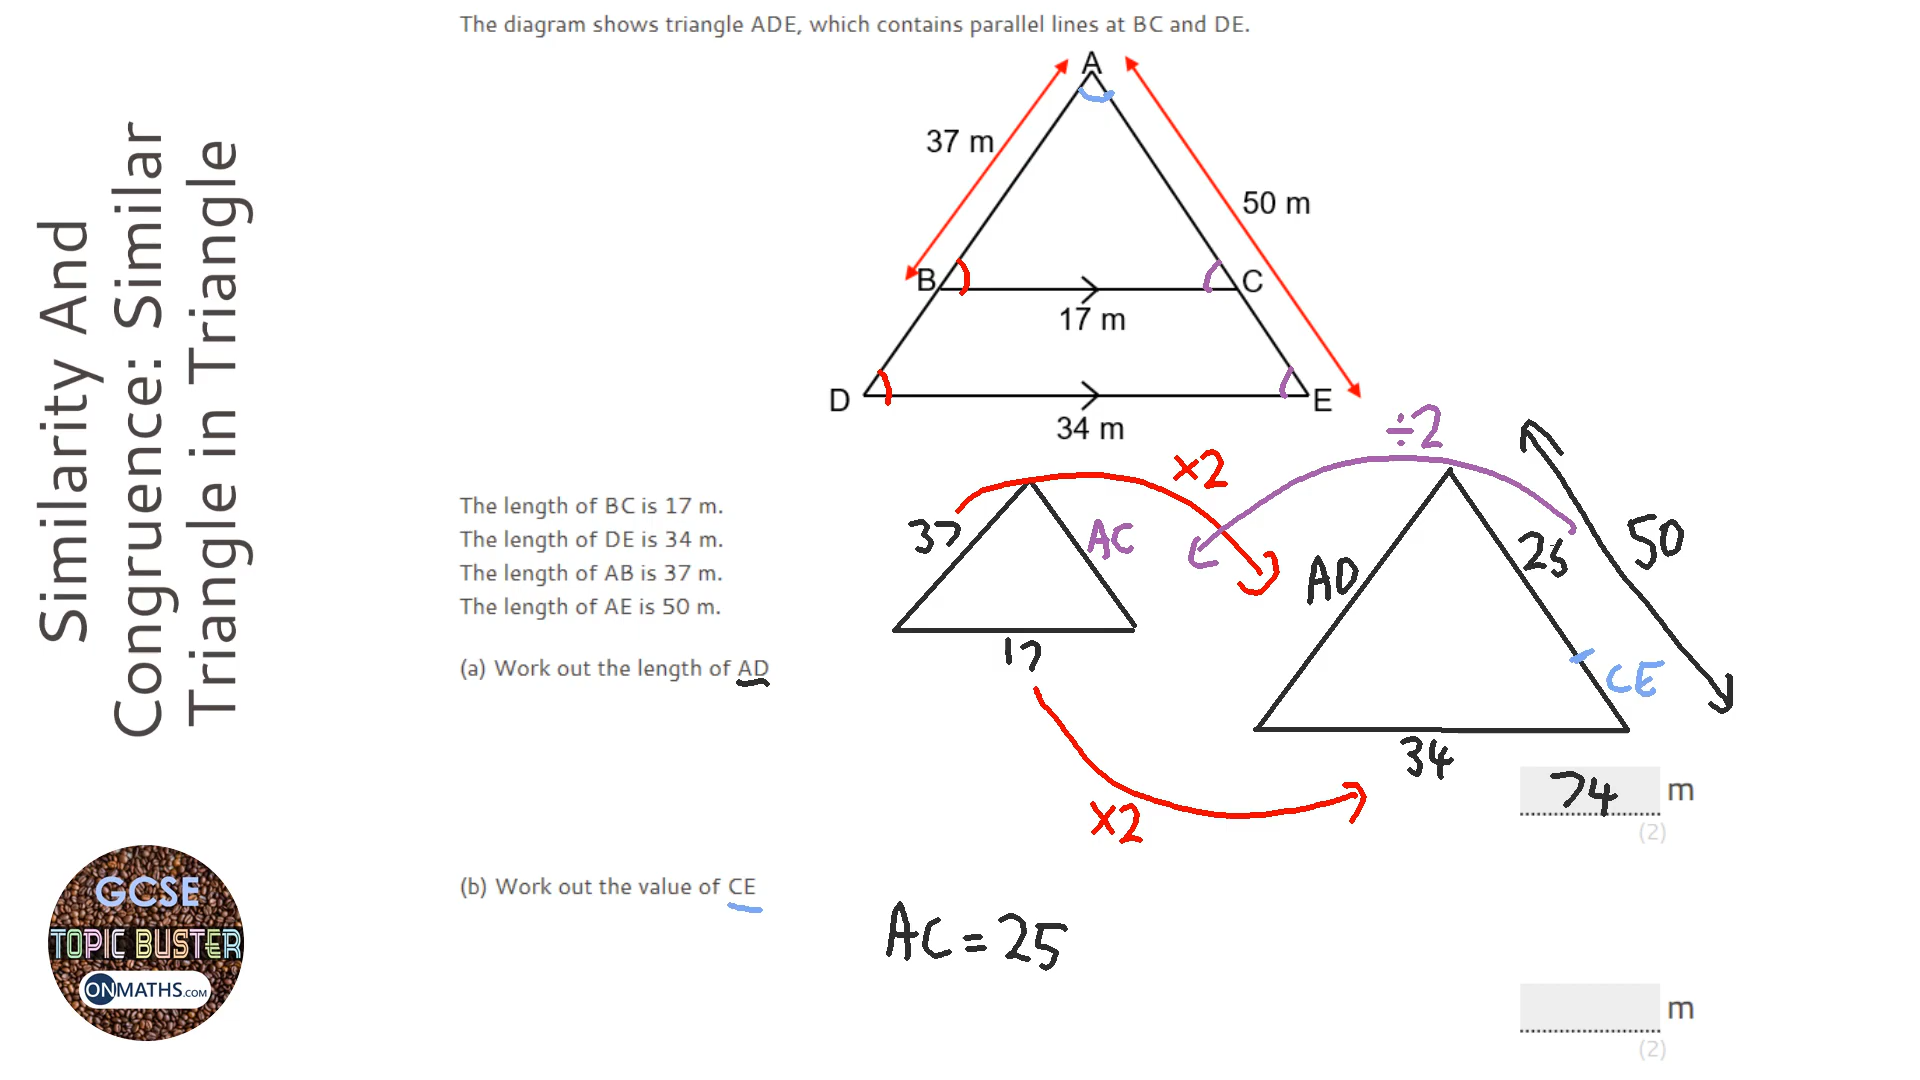 The diagram shows triangle ADE, which contains parallel lines at BC and DE.
Similarity And
Congruence: Similar
Triangle in Triangle
A
37 m
50 m
B
C
17 m
D
E
34 m
÷2
×2
The length of BC is 17 m.
The length of DE is 34 m.
The length of AB is 37 m.
The length of AE is 50 m.
37
AC
AD
25
50
17
CE
34
(a) Work out the length of AD
74 m
(2)
×2
(b) Work out the value of CE
AC = 25
m
(2)
GCSE
TOPIC BUSTER
ONMATHS.COM